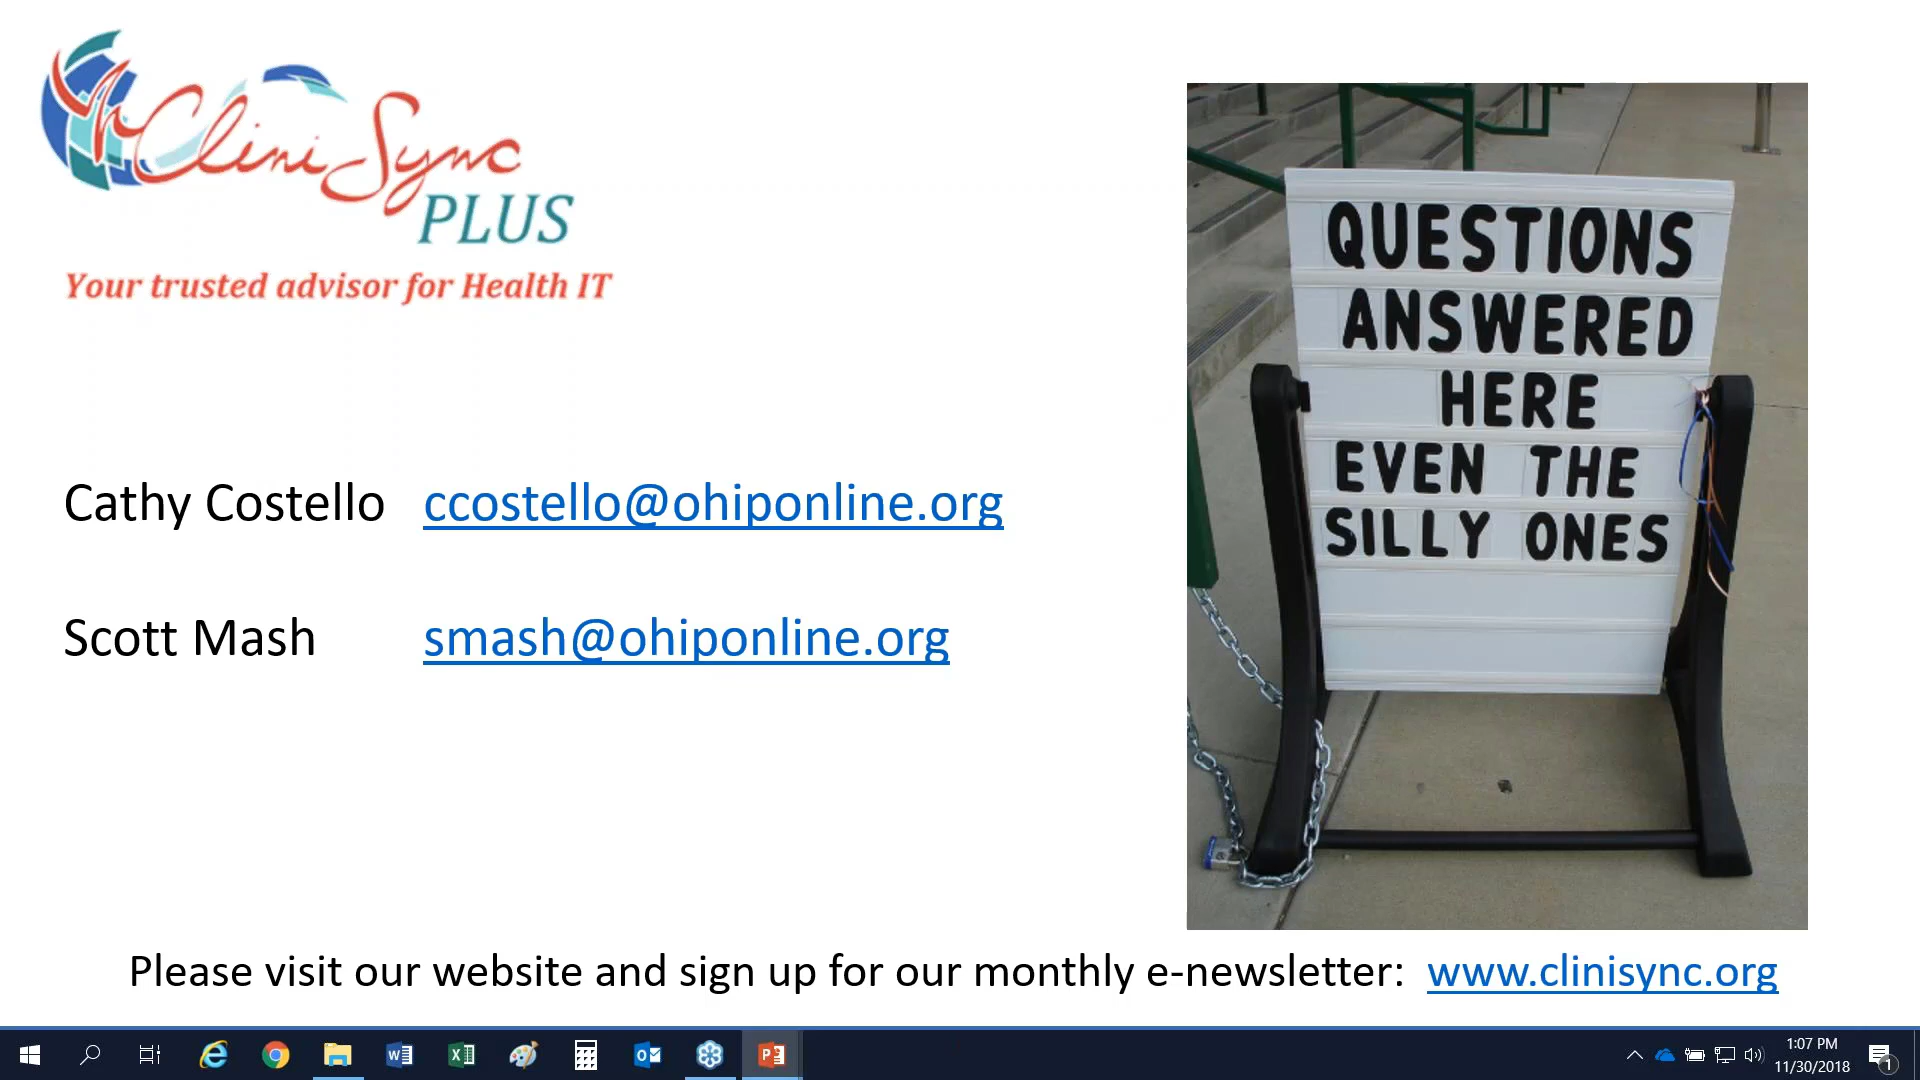 CliniSync
PLUS
Your trusted advisor for Health IT
QUESTIONS
ANSWERED
HERE
EVEN THE
SILLY ONES
Cathy Costello ccostello@ohiponline.org
Scott Mash smash@ohiponline.org
Please visit our website and sign up for our monthly e-newsletter: www.clinisync.org
1:07 PM
11/30/2018
1